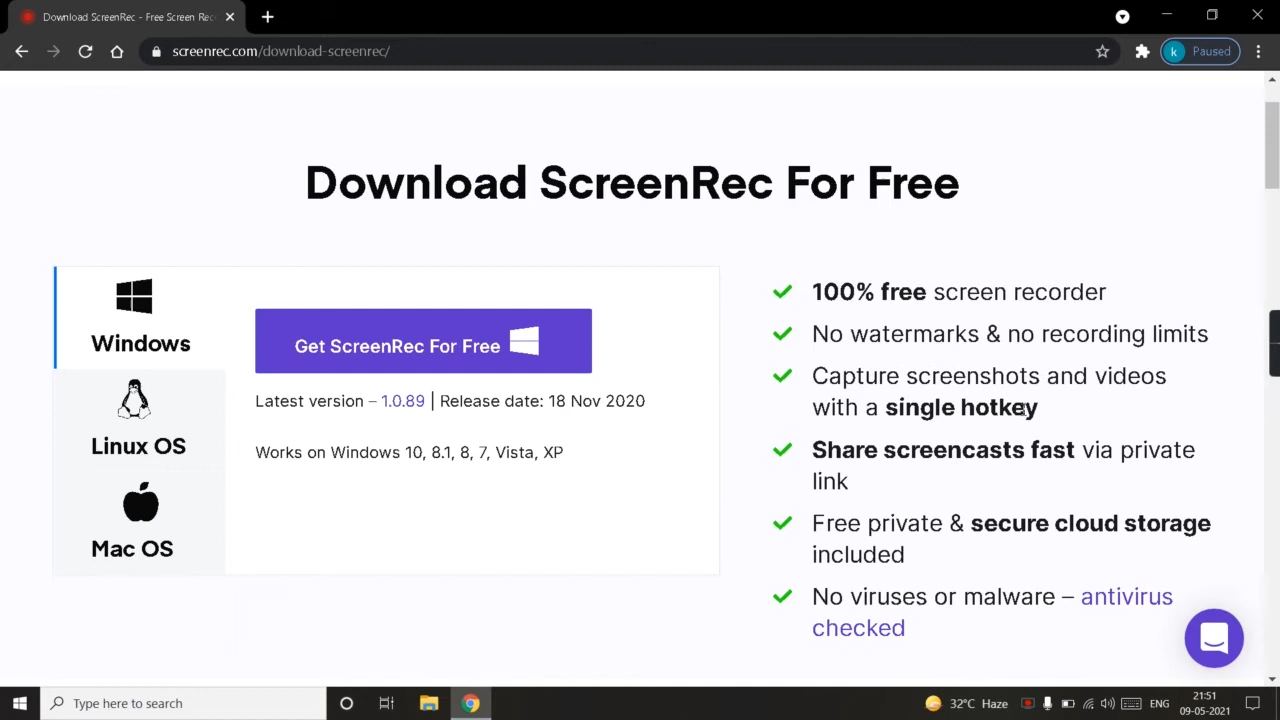 Download ScreenRec - Free Screen Rec
screenrec.com/download-screenrec/
k Paused
Download ScreenRec For Free
Windows
Get ScreenRec For Free
Latest version – 1.0.89 | Release date: 18 Nov 2020
Works on Windows 10, 8.1, 8, 7, Vista, XP
Linux OS
Mac OS
100% free screen recorder
No watermarks & no recording limits
Capture screenshots and videos
with a single hotkey
Share screencasts fast via private
link
Free private & secure cloud storage
included
No viruses or malware – antivirus
checked
Type here to search
32°C Haze
ENG
21:51
09-05-2021